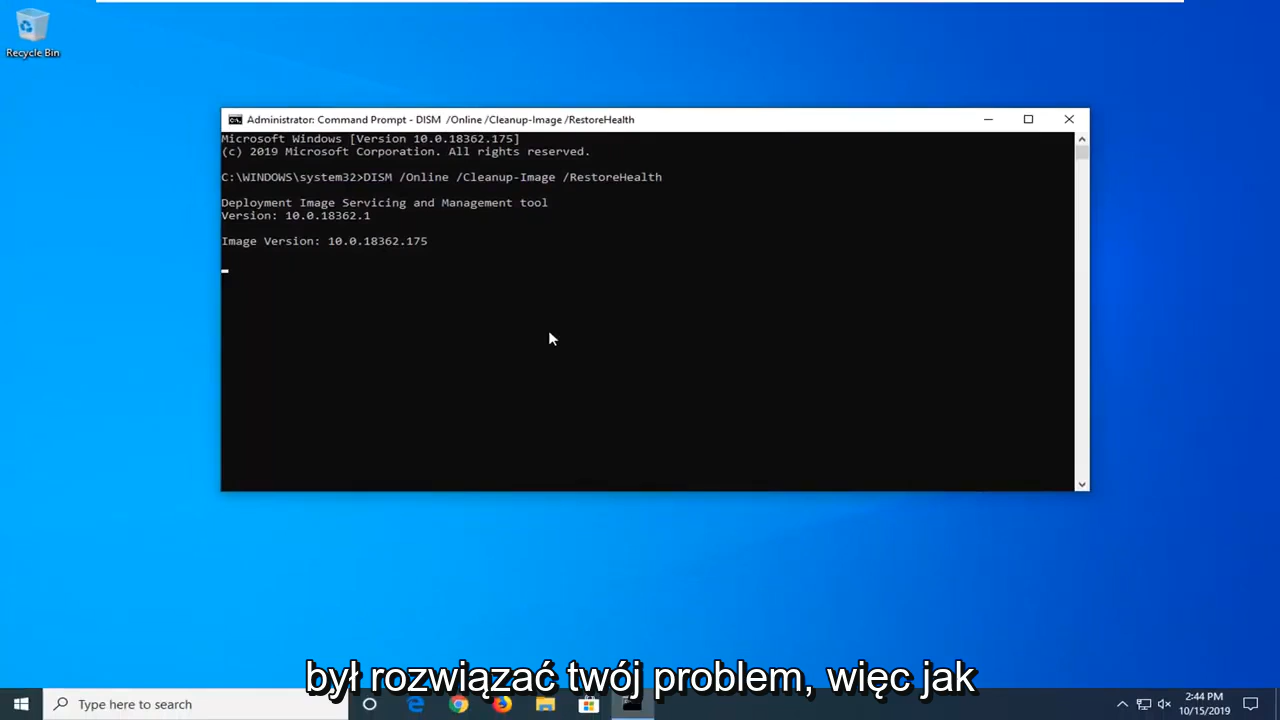 Recycle Bin
Administrator: Command Prompt - DISM /Online /Cleanup-Image /RestoreHealth
Microsoft Windows [Version 10.0.18362.175]
(c) 2019 Microsoft Corporation. All rights reserved.
C:\WINDOWS\system32>DISM /Online /Cleanup-Image /RestoreHealth
Deployment Image Servicing and Management tool
Version: 10.0.18362.1
Image Version: 10.0.18362.175
był rozwiązać twój problem, więc jak
Type here to search
2:44 PM
10/15/2019